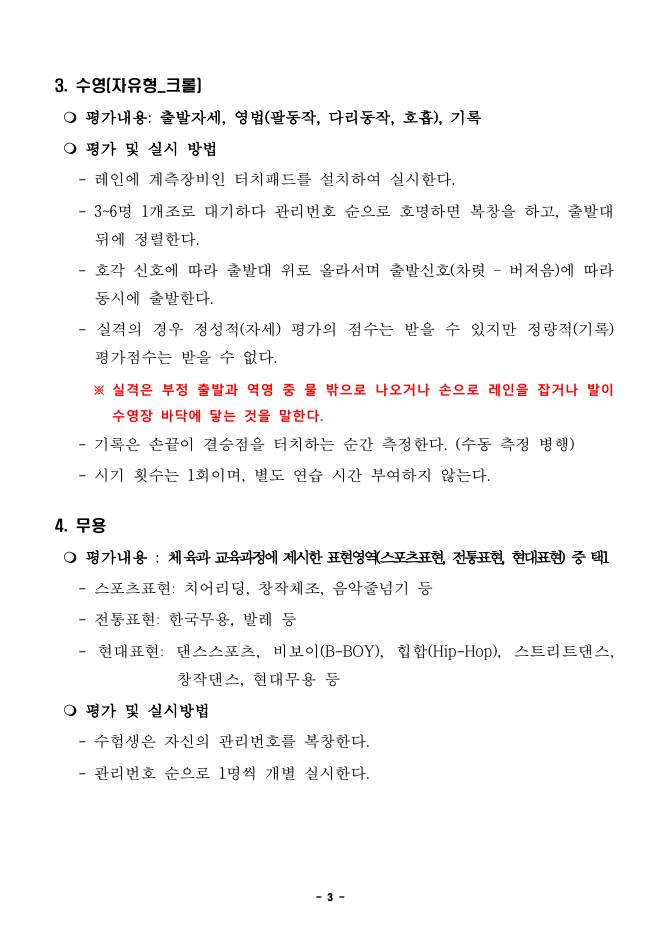 3. 수영(자유형_크롤)
❍ 평가내용: 출발자세, 영법(팔동작, 다리동작, 호흡), 기록
❍ 평가 및 실시 방법
- 레인에 계측장비인 터치패드를 설치하여 실시한다.
- 3~6명 1개조로 대기하다 관리번호 순으로 호명하면 복창을 하고, 출발대
뒤에 정렬한다.
- 호각 신호에 따라 출발대 위로 올라서며 출발신호(차렷 – 버저음)에 따라
동시에 출발한다.
- 실격의 경우 정성적(자세) 평가의 점수는 받을 수 있지만 정량적(기록)
평가점수는 받을 수 없다.
※ 실격은 부정 출발과 역영 중 물 밖으로 나오거나 손으로 레인을 잡거나 발이
수영장 바닥에 닿는 것을 말한다.
- 기록은 손끝이 결승점을 터치하는 순간 측정한다. (수동 측정 병행)
- 시기 횟수는 1회이며, 별도 연습 시간 부여하지 않는다.
4. 무용
❍ 평가내용 : 체육과 교육과정에 제시한 표현영역(스포츠표현, 전통표현, 현대표현) 중 택1
- 스포츠표현: 치어리딩, 창작체조, 음악줄넘기 등
- 전통표현: 한국무용, 발레 등
- 현대표현: 댄스스포츠, 비보이(B-BOY), 힙합(Hip-Hop), 스트리트댄스,
창작댄스, 현대무용 등
❍ 평가 및 실시방법
- 수험생은 자신의 관리번호를 복창한다.
- 관리번호 순으로 1명씩 개별 실시한다.
- 3 -